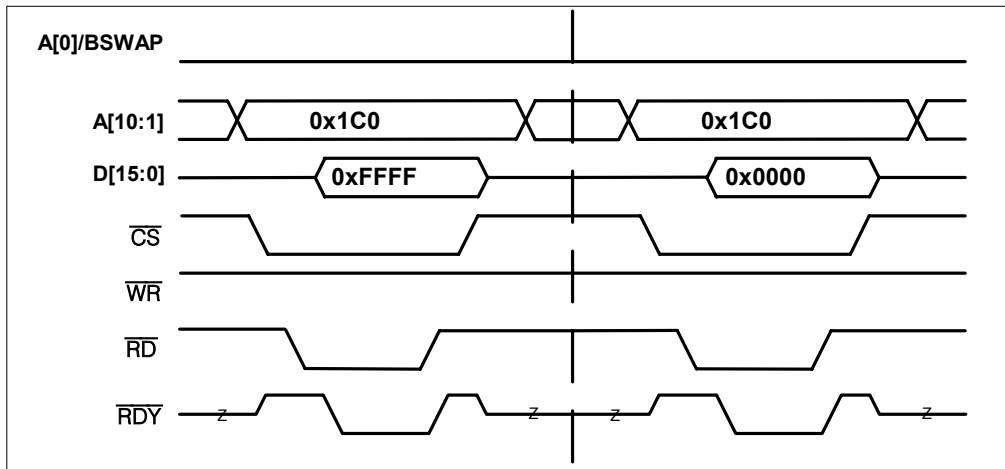 A[0]/BSWAP
A[10:1] 0x1C0 0x1C0
D[15:0] 0xFFFF 0x0000
CS
WR
RD
RDY Z Z Z Z